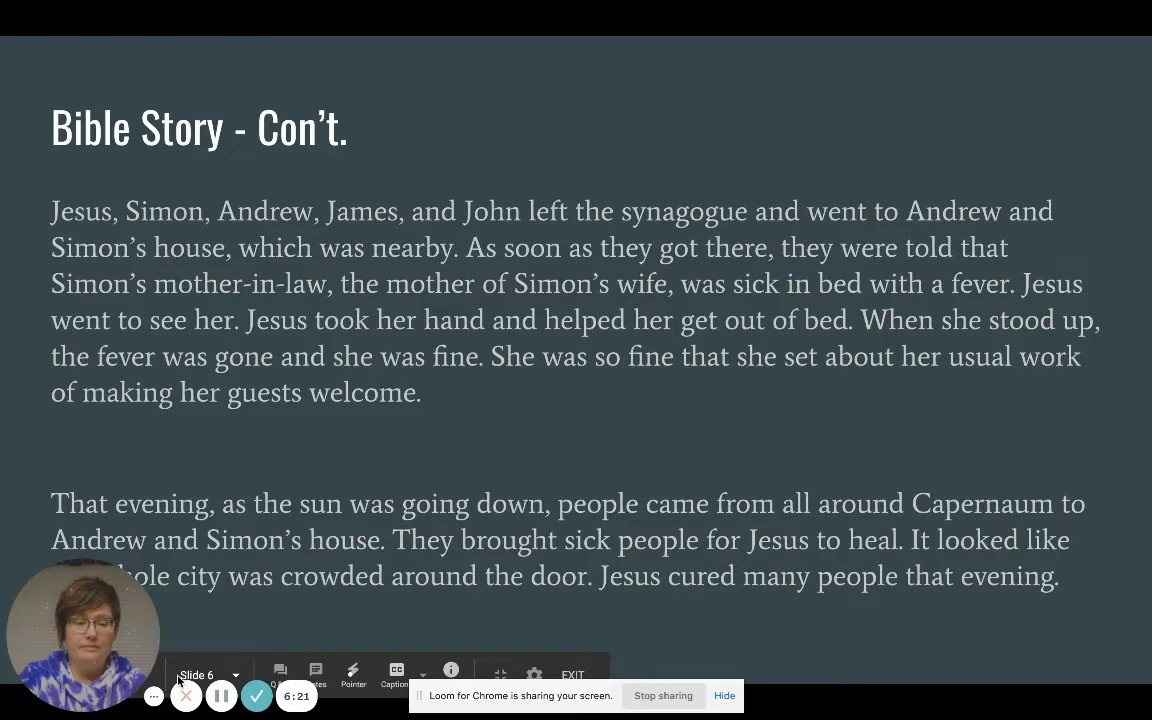 Bible Story - Con't.
Jesus, Simon, Andrew, James, and John left the synagogue and went to Andrew and
Simon's house, which was nearby. As soon as they got there, they were told that
Simon's mother-in-law, the mother of Simon's wife, was sick in bed with a fever. Jesus
went to see her. Jesus took her hand and helped her get out of bed. When she stood up,
the fever was gone and she was fine. She was so fine that she set about her usual work
of making her guests welcome.
That evening, as the sun was going down, people came from all around Capernaum to
Andrew and Simon's house. They brought sick people for Jesus to heal. It looked like
city was crowded around the door. Jesus cured many people that evening.
Slide 6
Pointer
CC
EXIT
6:21
Loom for Chrome is sharing your screen.
Stop sharing
Hide